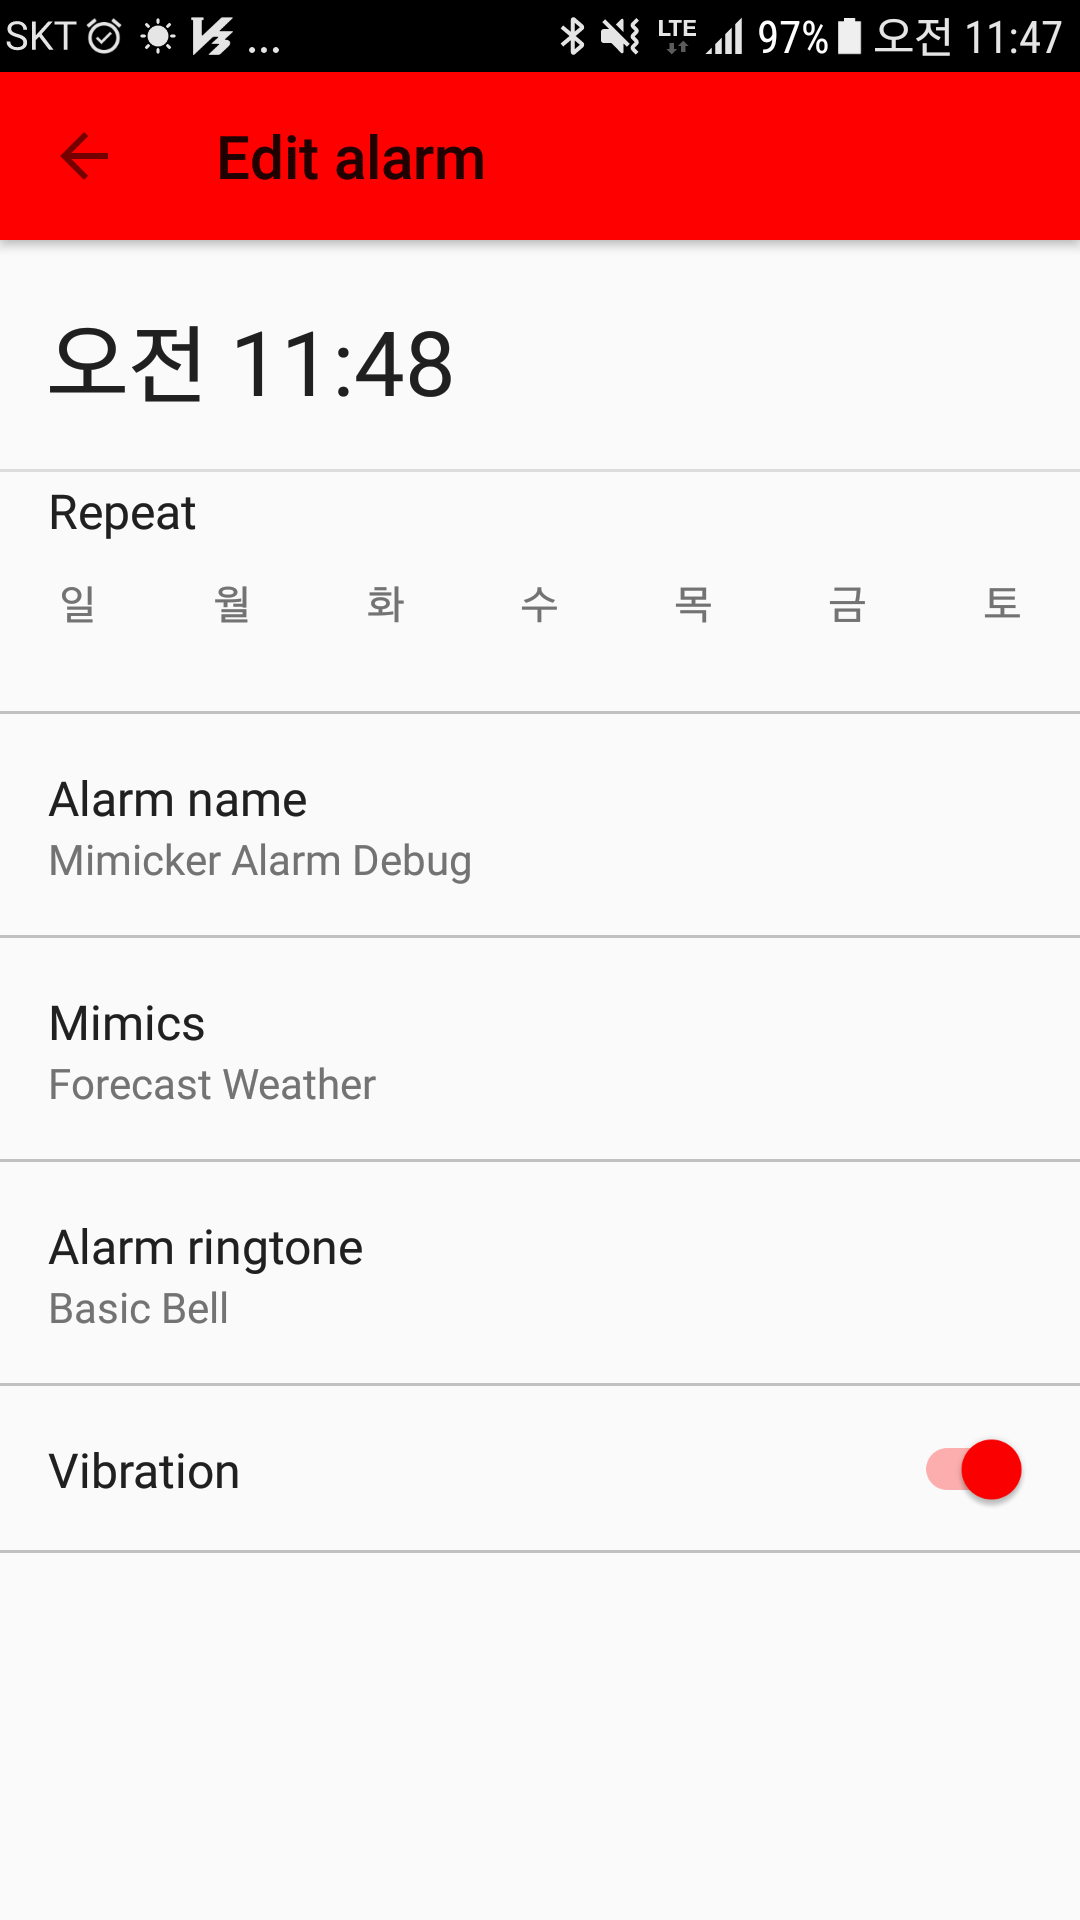 SKT ... LTE 97% 오전 11:47
Edit alarm
오전 11:48
Repeat
일 월 화 수 목 금 토
Alarm name
Mimicker Alarm Debug
Mimics
Forecast Weather
Alarm ringtone
Basic Bell
Vibration